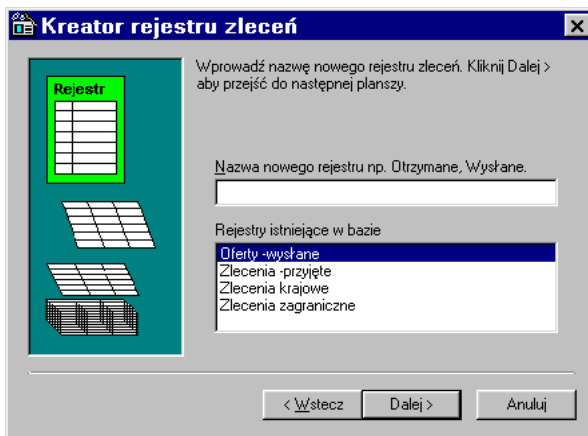 Kreator rejestru zleceń
Rejestr
Wprowadź nazwę nowego rejestru zleceń. Kliknij Dalej >
aby przejść do następnej planszy.
Nazwa nowego rejestru np. Otrzymane, Wysłane.
Rejestry istniejące w bazie
Oferty -wysłane
Zlecenia -przyjęte
Zlecenia krajowe
Zlecenia zagraniczne
< Wstecz
Dalej >
Anuluj